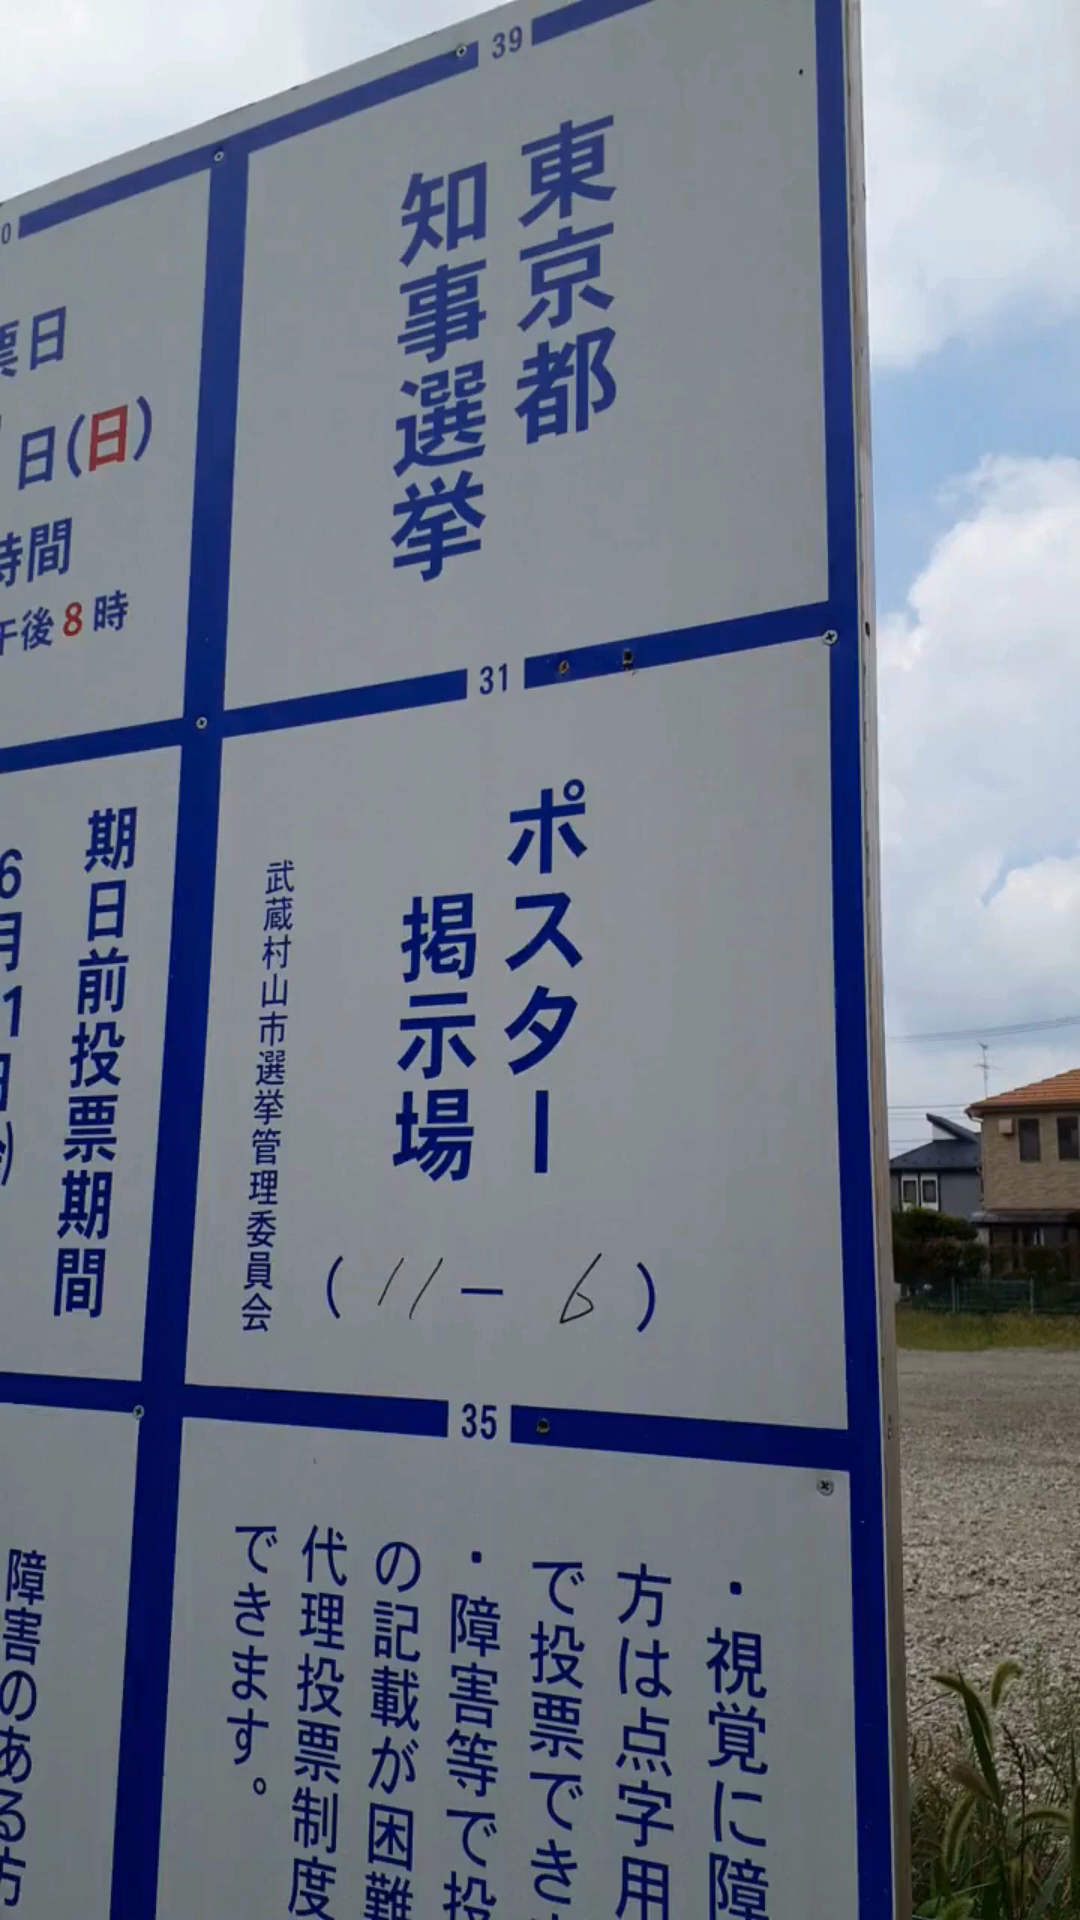 39
東京都
知事選挙
票日
日(日)
時間
午後8時
31
ポスター
掲示場
武蔵村山市選挙管理委員会
(11-6)
期日前投票期間
6月
35
・視覚に障
方は点字用
で投票でき
・障害等で投
の記載が困難
代理投票制度
できます。
障害のある方